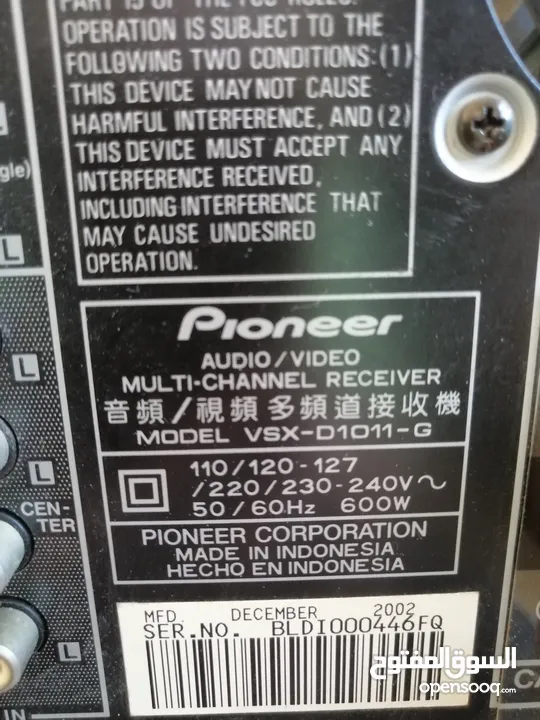 PART 15 OF THE FCC RULES.
OPERATION IS SUBJECT TO THE
FOLLOWING TWO CONDITIONS: (1)
THIS DEVICE MAY NOT CAUSE
HARMFUL INTERFERENCE, AND (2)
THIS DEVICE MUST ACCEPT ANY
INTERFERENCE RECEIVED,
INCLUDING INTERFERENCE THAT
MAY CAUSE UNDESIRED
OPERATION.
Pioneer
AUDIO/VIDEO
MULTI-CHANNEL RECEIVER
音頻/視頻多頻道接收機
MODEL VSX-D1011-G
110/120-127
/220/230-240V～
50/60Hz 600W
PIONEER CORPORATION
MADE IN INDONESIA
HECHO EN INDONESIA
MFD. DECEMBER 2002
SER.NO. BLDI000446FQ
gle)
L
L
L
CEN-
TER
L
IN
CA
السوق المفتوح
opensooq.com